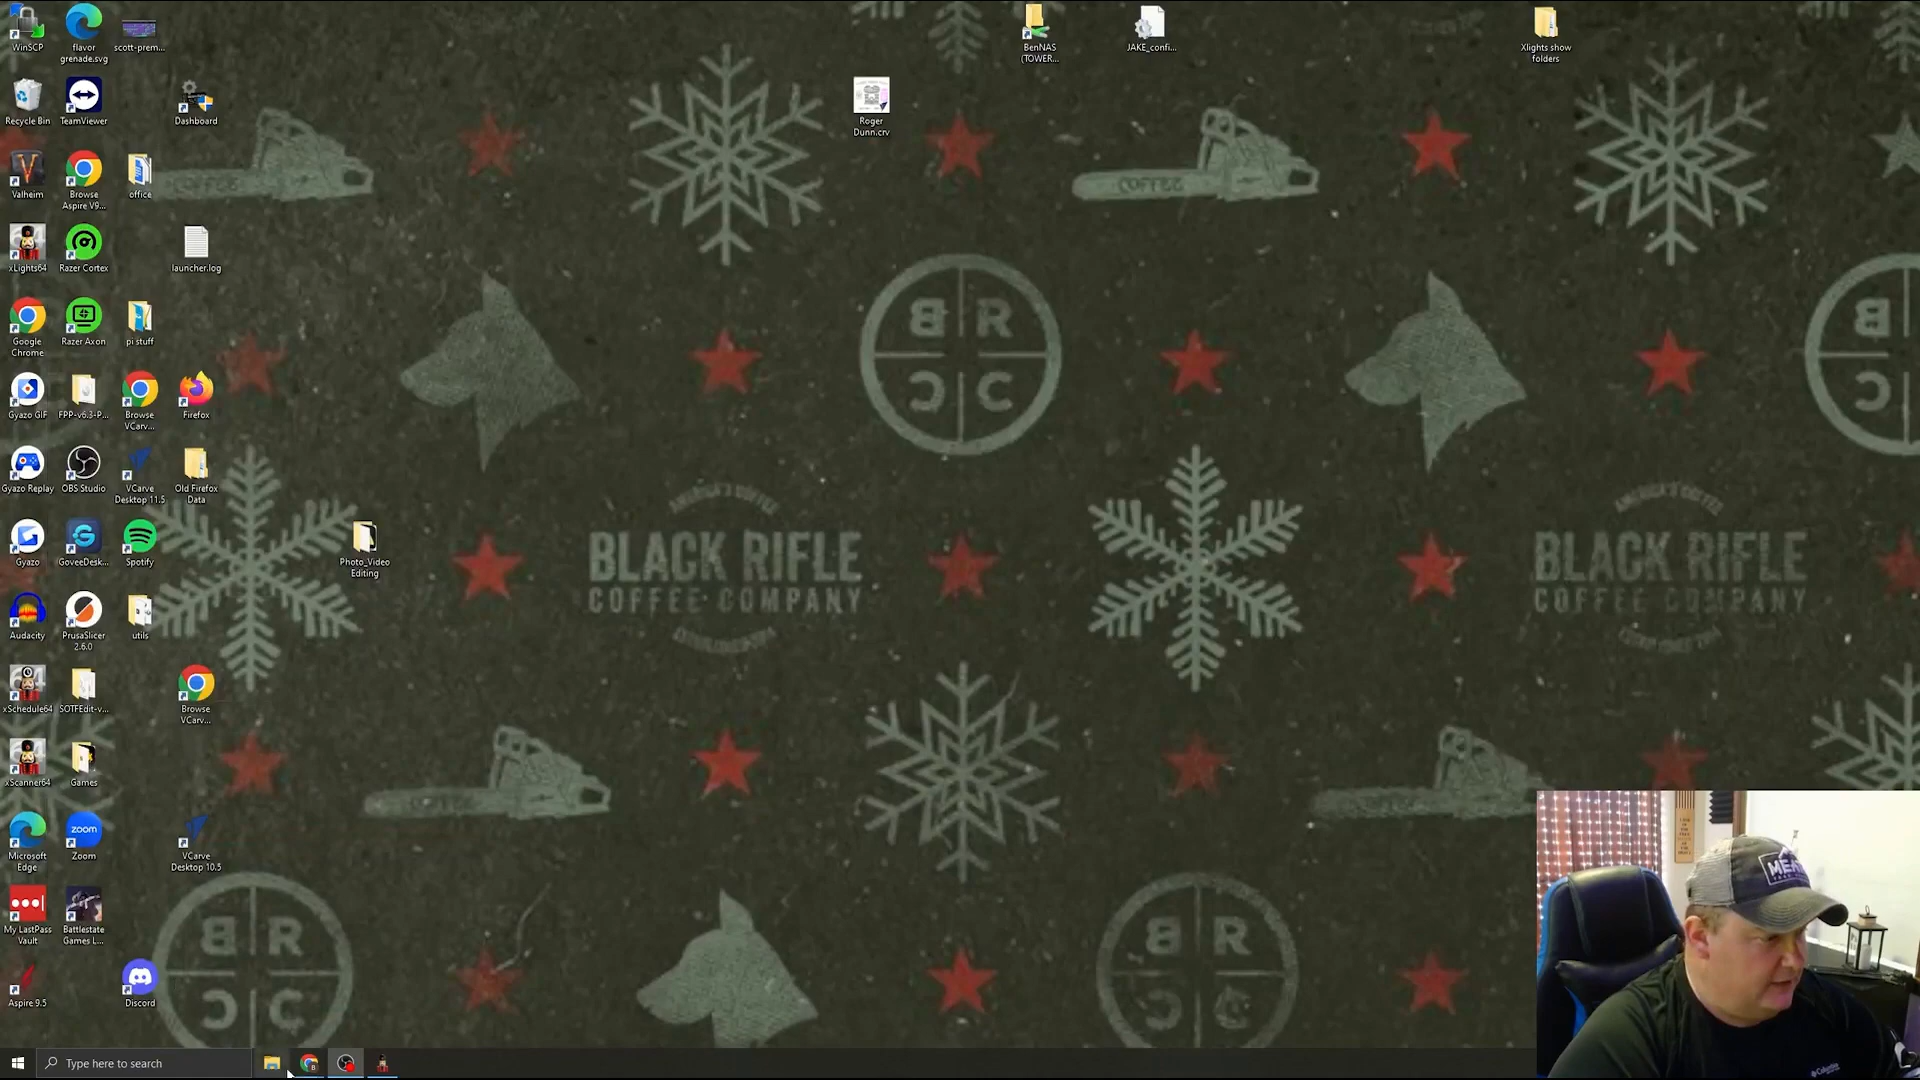 WinSCP
flavor
grenade.svg
scott-prem...
BenNAS
(TOWER...
JAKE_confi...
Xlights show
folders
Recycle Bin
TeamViewer
Dashboard
Roger
Dunn.crv
Valheim
Browse
Aspire V9...
office
COFFEE
COFFEE
xLights64
Razer Cortex
launcher.log
Google
Chrome
Razer Axon
pi stuff
B R
C C
B
C
Gyazo GIF
FPP-v6.3-P...
Browse
VCarv...
Firefox
Gyazo Replay
OBS Studio
VCarve
Desktop 11.5
Old Firefox
Data
AMERICA'S COFFEE
BLACK RIFLE
COFFEE COMPANY
AMERICA'S COFFEE
BLACK RIFLE
COFFEE COMPANY
Gyazo
GoveeDesk...
Spotify
Photo_Video
Editing
Audacity
PrusaSlicer
2.6.0
utils
xSchedule64
SOTFEdit-v...
Browse
VCarv...
xScanner64
Games
Microsoft
Edge
zoom
Zoom
VCarve
Desktop 10.5
My LastPass
Vault
Battlestate
Games L...
B R
C C
B R
C C
Aspire 9.5
Discord
Type here to search
Columbia